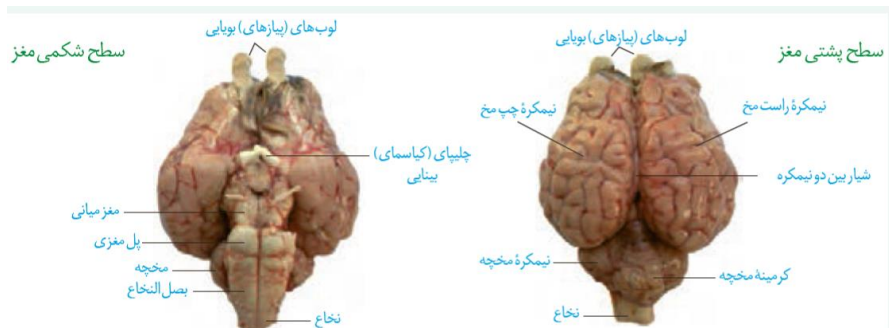 سطح پشتی مغز
لوب‌های (پیازهای) بویایی
نیمکرهٔ راست مخ
نیمکرهٔ چپ مخ
شیار بین دو نیمکره
نیمکرهٔ مخچه
کرمینهٔ مخچه
نخاع
سطح شکمی مغز
لوب‌های (پیازهای) بویایی
چلیپای (کیاسمای)
بینایی
مغز میانی
پل مغزی
مخچه
بصل النخاع
نخاع